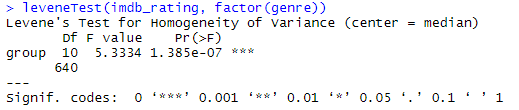 > leveneTest(imdb_rating, factor(genre))
Levene's Test for Homogeneity of Variance (center = median)
Df F value Pr(>F)
group 10 5.3334 1.385e-07 ***
640
---
Signif. codes: 0 ‘***’ 0.001 ‘**’ 0.01 ‘*’ 0.05 ‘.’ 0.1 ‘ ’ 1